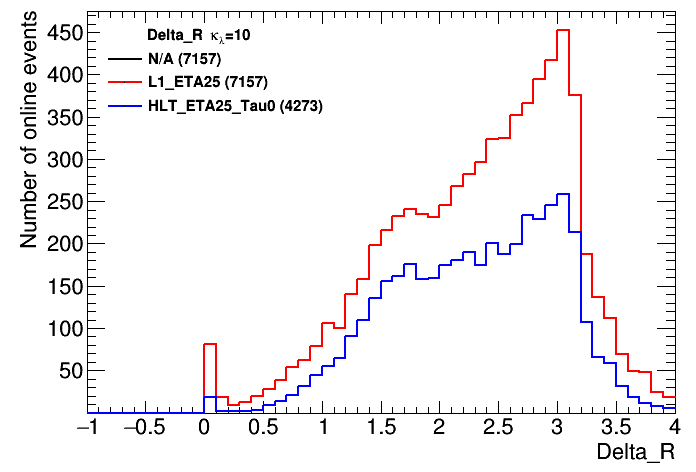 Delta_R κλ=10
N/A (7157)
L1_ETA25 (7157)
HLT_ETA25_Tau0 (4273)
Number of online events
450
400
350
300
250
200
150
100
50
−1 −0.5 0 0.5 1 1.5 2 2.5 3 3.5 4
Delta_R